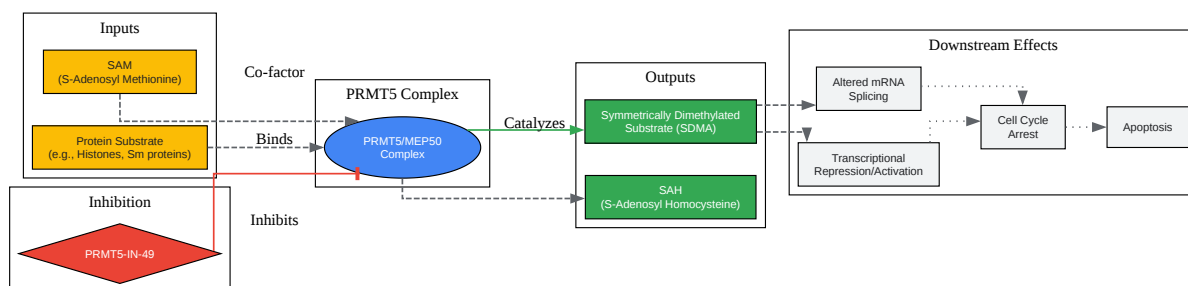 Inputs
SAM
(S-Adenosyl Methionine)
Protein Substrate
(e.g., Histones, Sm proteins)
Inhibition
PRMT5-IN-49
Co-factor
Binds
Inhibits
PRMT5 Complex
PRMT5/MEP50
Complex
Catalyzes
Outputs
Symmetrically Dimethylated
Substrate (SDMA)
SAH
(S-Adenosyl Homocysteine)
Downstream Effects
Altered mRNA
Splicing
Transcriptional
Repression/Activation
Cell Cycle
Arrest
Apoptosis